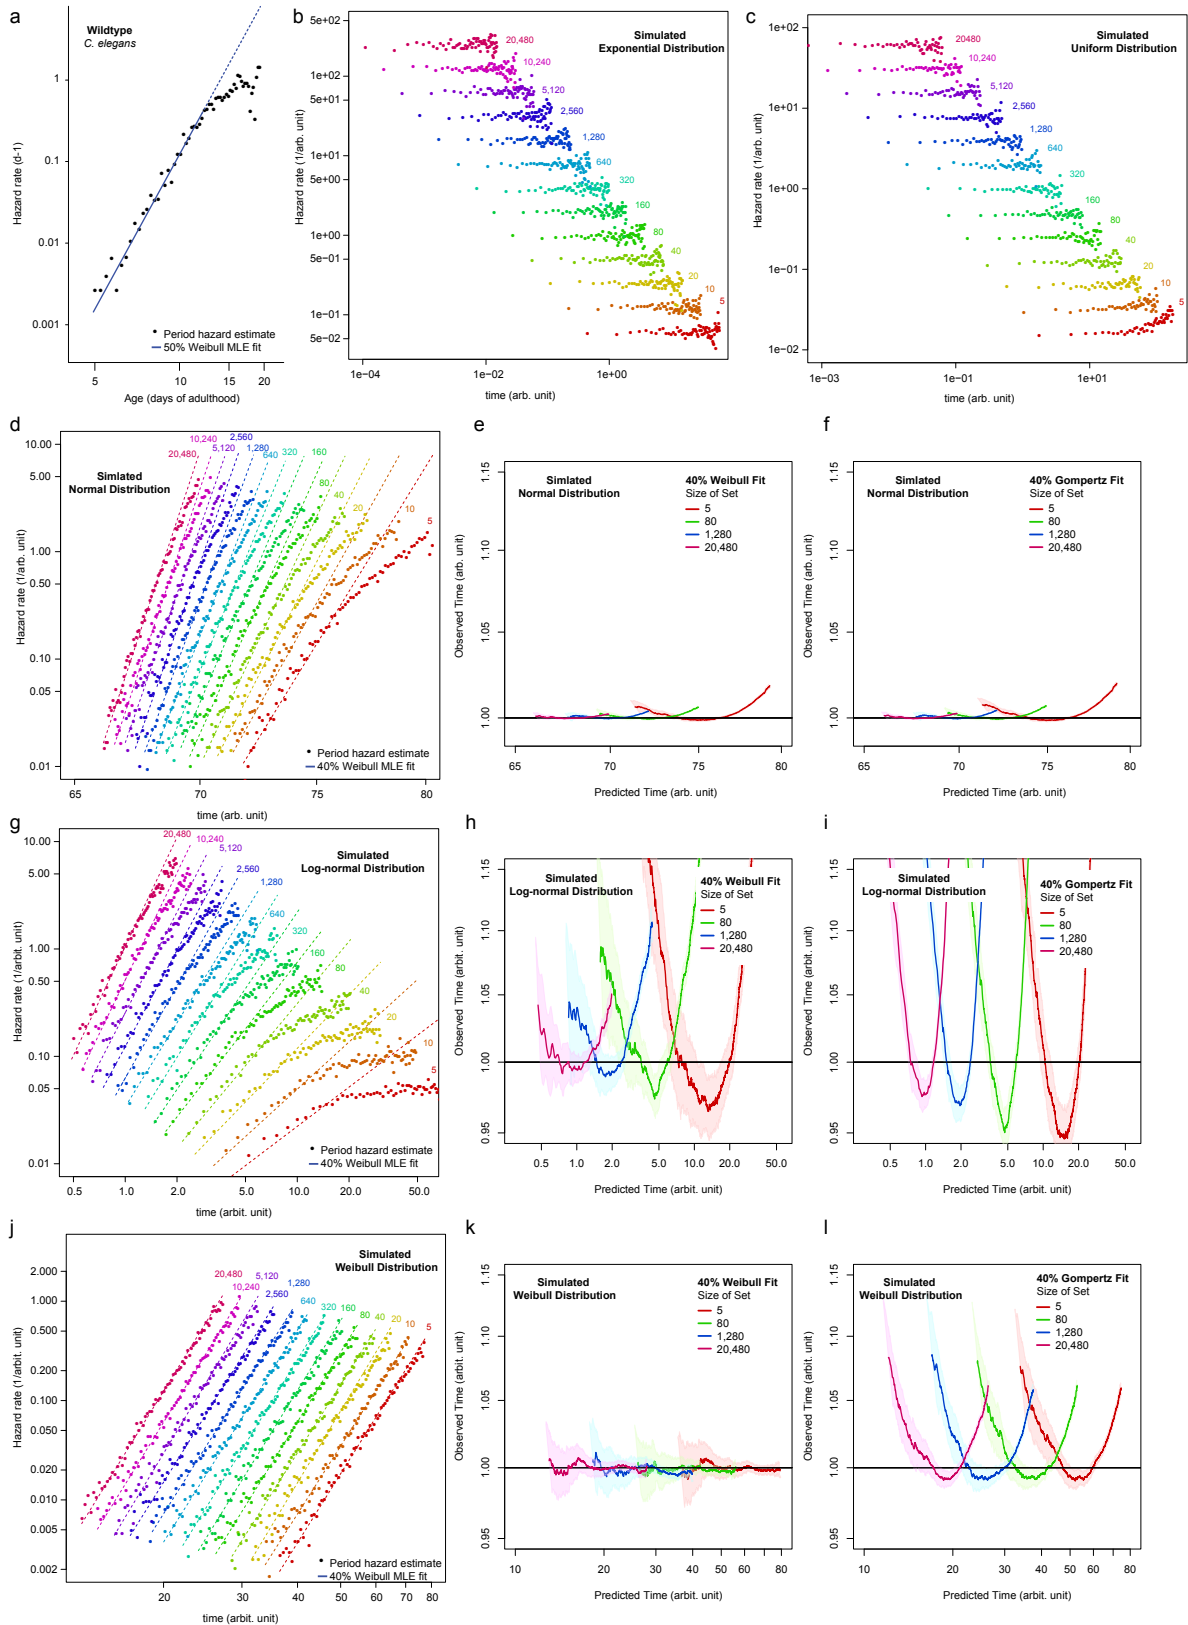 a
Wildtype
C. elegans
1
0.1
0.01
0.001
Hazard rate (d-1)
Period hazard estimate
50% Weibull MLE fit
5
10
15
20
Age (days of adulthood)
b
Simulated
Exponential Distribution
5e+02
1e+02
5e+01
1e+01
5e+00
1e+00
5e-01
1e-01
5e-02
Hazard rate (1/arb. unit)
20,480
10,240
5,120
2,560
1,280
640
320
160
80
40
20
10
5
1e-04
1e-02
1e+00
time (arb. unit)
c
Simulated
Uniform Distribution
1e+02
1e+01
1e+00
1e-01
1e-02
Hazard rate (1/arb. unit)
20480
10,240
5,120
2,560
1,280
640
320
160
80
40
20
10
5
1e-03
1e-01
1e+01
time (arb. unit)
d
Simlated
Normal Distribution
10.00
5.00
1.00
0.50
0.10
0.05
0.01
Hazard rate (1/arb. unit)
20,480
10,240
5,120
2,560
1,280
640
320
160
80
40
20
10
5
Period hazard estimate
40% Weibull MLE fit
65
70
75
80
time (arb. unit)
e
Simlated
Normal Distribution
40% Weibull Fit
Size of Set
5
80
1,280
20,480
1.15
1.10
1.05
1.00
Observed Time (arb. unit)
65
70
75
80
Predicted Time (arb. unit)
f
Simlated
Normal Distribution
40% Gompertz Fit
Size of Set
5
80
1,280
20,480
1.15
1.10
1.05
1.00
Observed Time (arb. unit)
65
70
75
80
Predicted Time (arb. unit)
g
Simulated
Log-normal Distribution
10.00
5.00
1.00
0.50
0.10
0.05
0.01
Hazard rate (1/arbit. unit)
20,480
10,240
5,120
2,560
1,280
640
320
160
80
40
20
10
5
Period hazard estimate
40% Weibull MLE fit
0.5
1.0
2.0
5.0
10.0
20.0
50.0
time (arbit. unit)
h
Simulated
Log-normal Distribution
40% Weibull Fit
Size of Set
5
80
1,280
20,480
1.15
1.10
1.05
1.00
0.95
Observed Time (arbit. unit)
0.5
1.0
2.0
5.0
10.0
20.0
50.0
Predicted Time (arbit. unit)
i
Simulated
Log-normal Distribution
40% Gompertz Fit
Size of Set
5
80
1,280
20,480
1.15
1.10
1.05
1.00
0.95
Observed Time (arbit. unit)
0.5
1.0
2.0
5.0
10.0
20.0
50.0
Predicted Time (arbit. unit)
j
Simulated
Weibull Distribution
2.000
1.000
0.500
0.200
0.100
0.050
0.020
0.010
0.005
0.002
Hazard rate (1/arbit. unit)
20,480
10,240
5,120
2,560
1,280
640
320
160
80
40
20
10
5
Period hazard estimate
40% Weibull MLE fit
20
30
40
50
60
70
80
time (arbit. unit)
k
Simulated
Weibull Distribution
40% Weibull Fit
Size of Set
5
80
1,280
20,480
1.15
1.10
1.05
1.00
0.95
Observed Time (arbit. unit)
10
20
30
40
60
80
Predicted Time (arbit. unit)
l
Simulated
Weibull Distribution
40% Gompertz Fit
Size of Set
5
80
1,280
20,480
1.15
1.10
1.05
1.00
0.95
Observed Time (arbit. unit)
10
20
30
40
50
60
80
Predicted Time (arbit. unit)